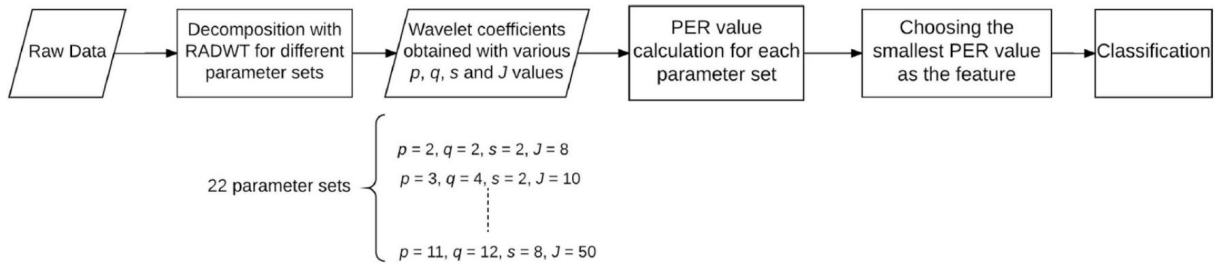 Raw Data
Decomposition with
RADWT for different
parameter sets
Wavelet coefficients
obtained with various
p, q, s and J values
PER value
calculation for each
parameter set
Choosing the
smallest PER value
as the feature
Classification
22 parameter sets
p = 2, q = 2, s = 2, J = 8
p = 3, q = 4, s = 2, J = 10
p = 11, q = 12, s = 8, J = 50